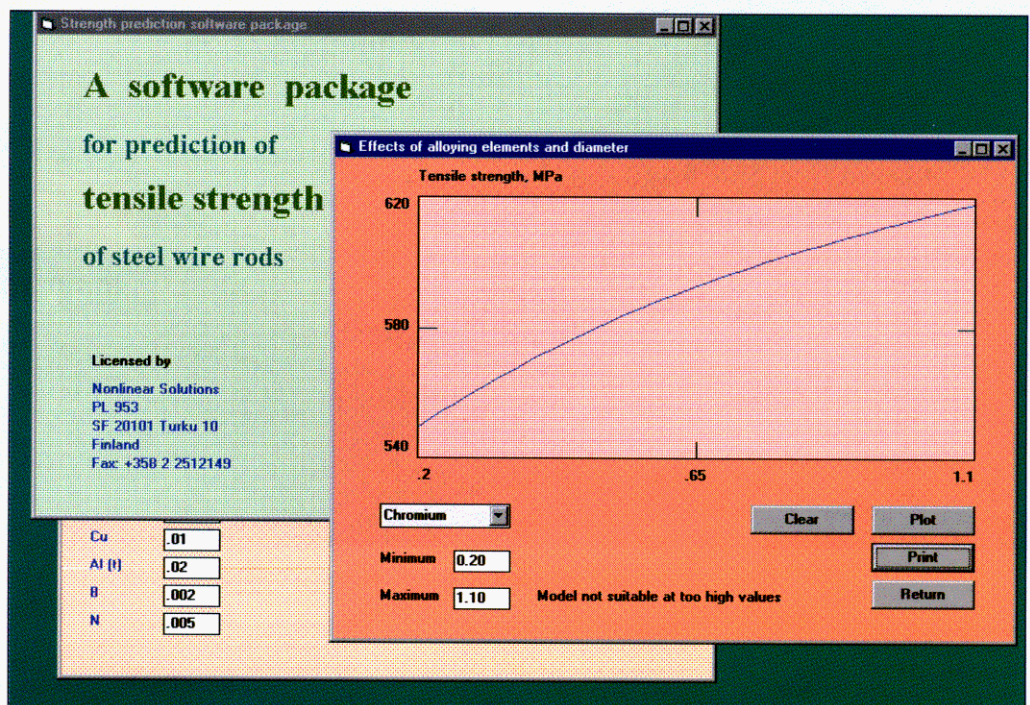 Strength prediction software package
A software package
for prediction of
tensile strength
of steel wire rods
Licensed by
Nonlinear Solutions
PL 953
SF 20101 Turku 10
Finland
Fax: +358 2 2512149
Cu .01
Al (t) .02
B .002
N .005
Effects of alloying elements and diameter
Tensile strength, MPa
620
580
540
.2 .65 1.1
Chromium
Clear Plot
Minimum 0.20 Print
Maximum 1.10 Model not suitable at too high values Return